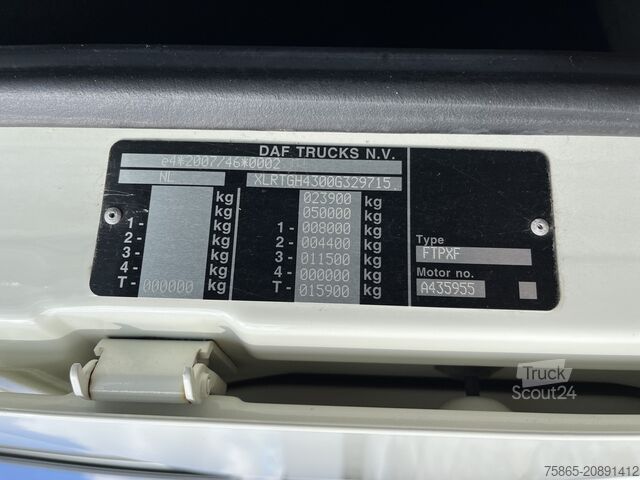 DAF TRUCKS N.V.
e4*2007/46*0002
NL XLRTGH4300G329715.
kg 023900 kg
kg 050000 kg
1- kg 1- 008000 kg
2- kg 2- 004400 kg
3- kg 3- 011500 kg
4- kg 4- 000000 kg
T- 000000 kg T- 015900 kg
Type
FTPXF
Motor no.
A435955
Truck
Scout24
75865-20891412